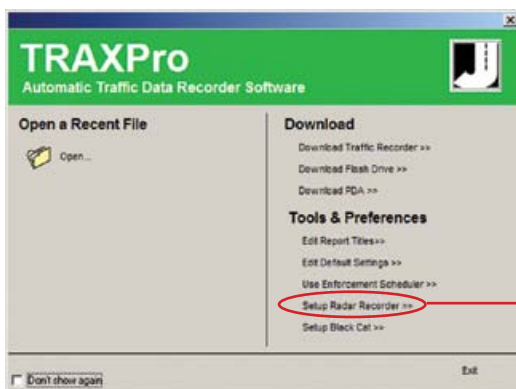 TRAXPro
Automatic Traffic Data Recorder Software
Open a Recent File
Open...
Download
Download Traffic Recorder >>
Download Flash Drive >>
Download PDA >>
Tools & Preferences
Edit Report Titles>>
Edit Default Settings >>
Use Enforcement Scheduler >>
Setup Radar Recorder >>
Setup Black Cat >>
Don't show again
Exit